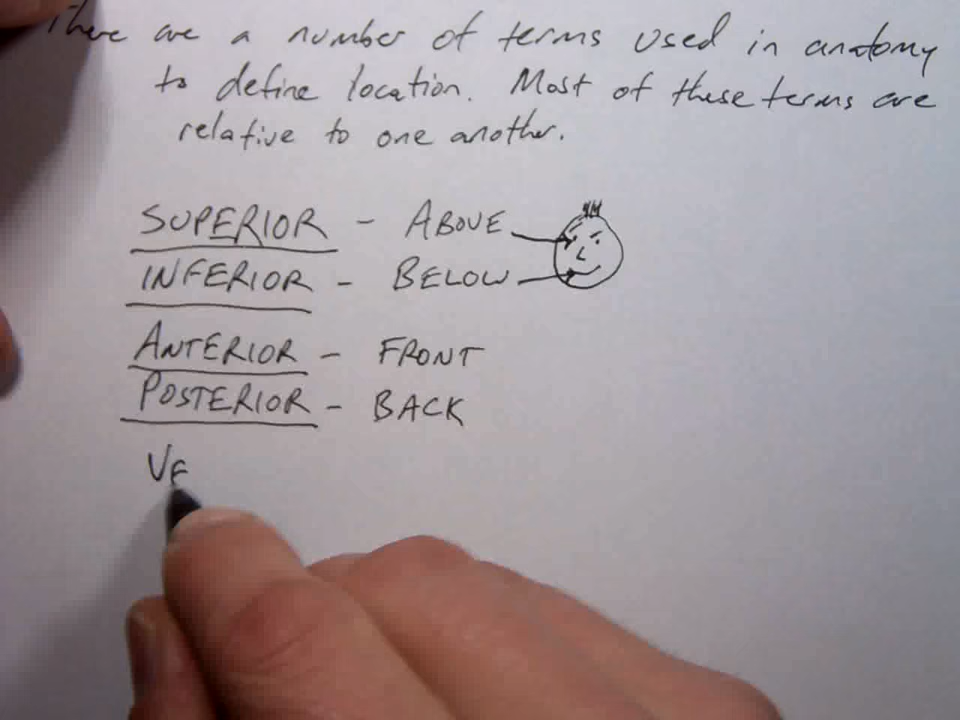 There are a number of terms used in anatomy
to define location. Most of these terms are
relative to one another.
SUPERIOR - ABOVE
INFERIOR - BELOW
ANTERIOR - FRONT
POSTERIOR - BACK
VE